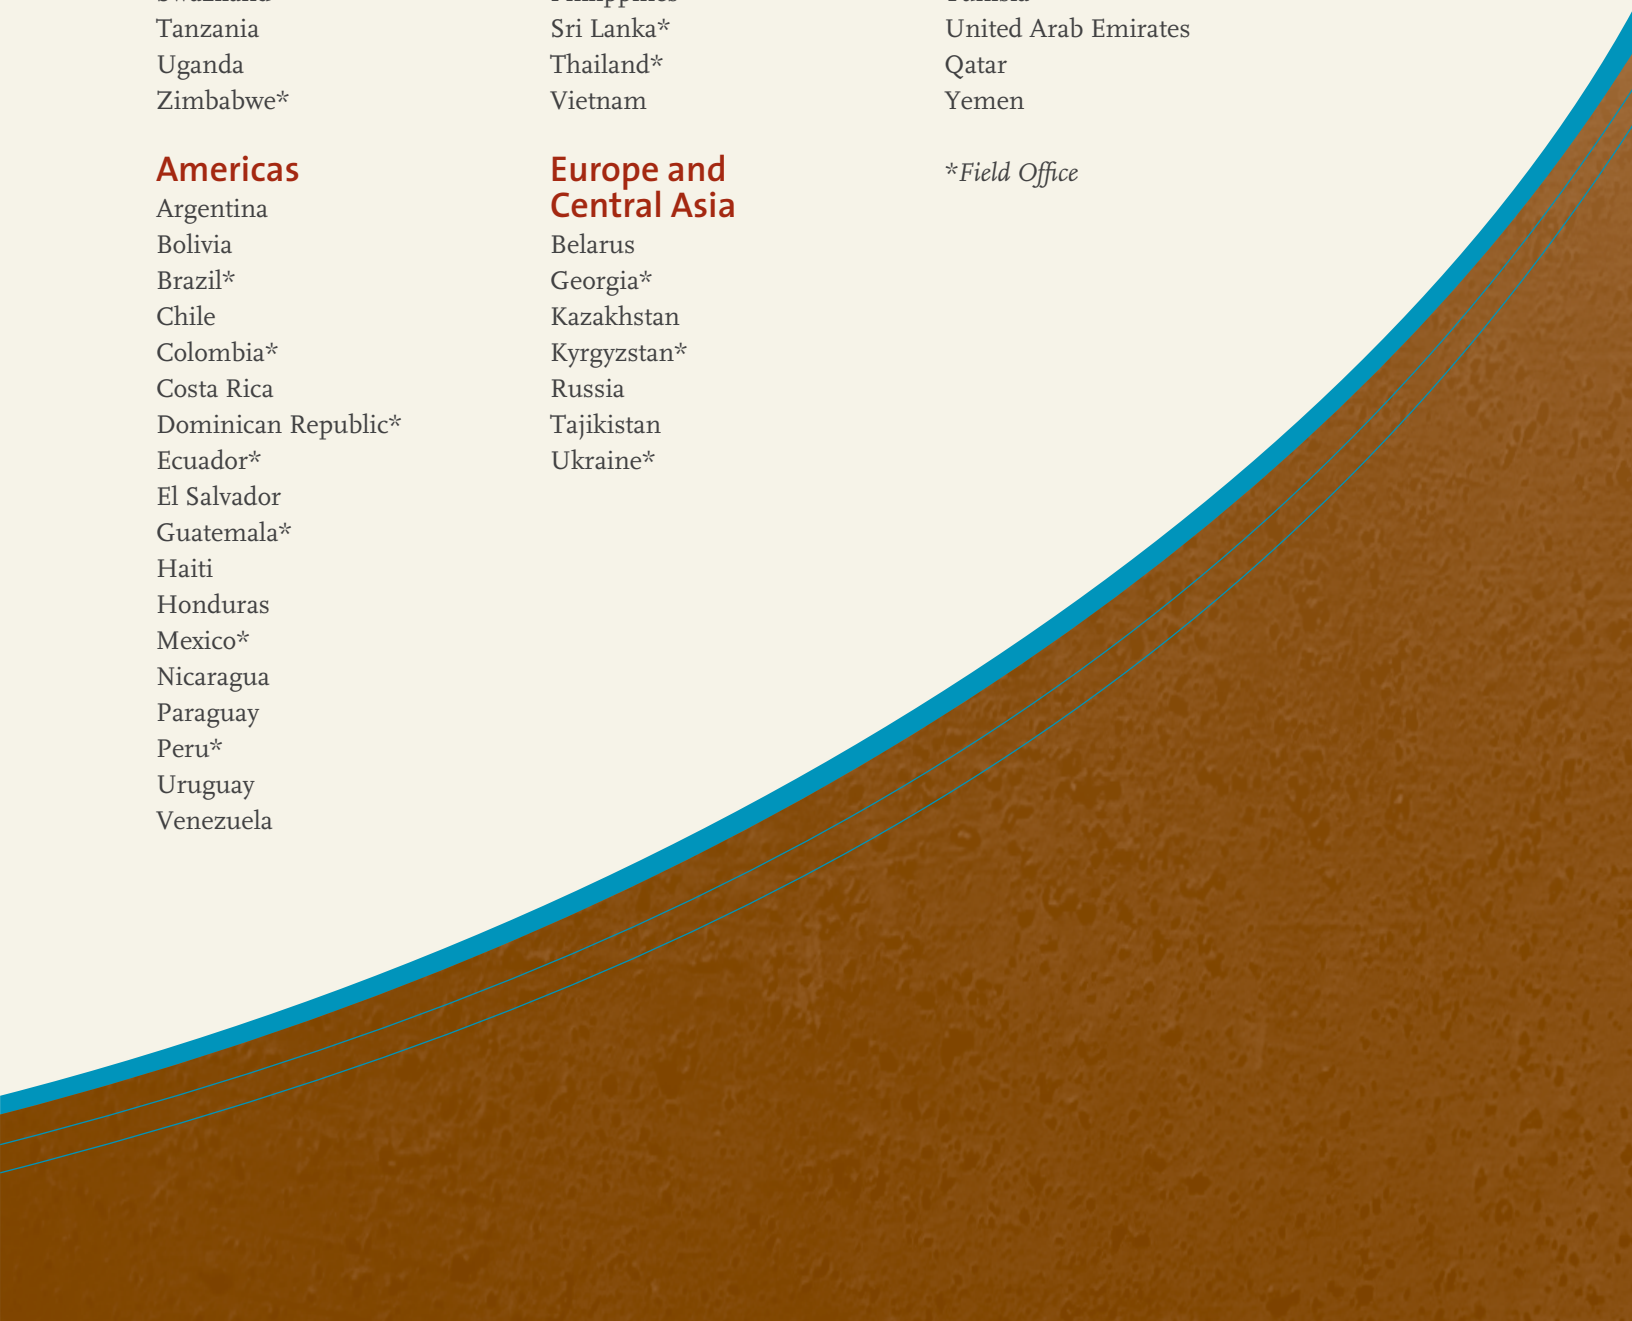 Tanzania
Uganda
Zimbabwe*
Americas
Argentina
Bolivia
Brazil*
Chile
Colombia*
Costa Rica
Dominican Republic*
Ecuador*
El Salvador
Guatemala*
Haiti
Honduras
Mexico*
Nicaragua
Paraguay
Peru*
Uruguay
Venezuela
Philippines
Sri Lanka*
Thailand*
Vietnam
Europe and
Central Asia
Belarus
Georgia*
Kazakhstan
Kyrgyzstan*
Russia
Tajikistan
Ukraine*
United Arab Emirates
Qatar
Yemen
*Field Office